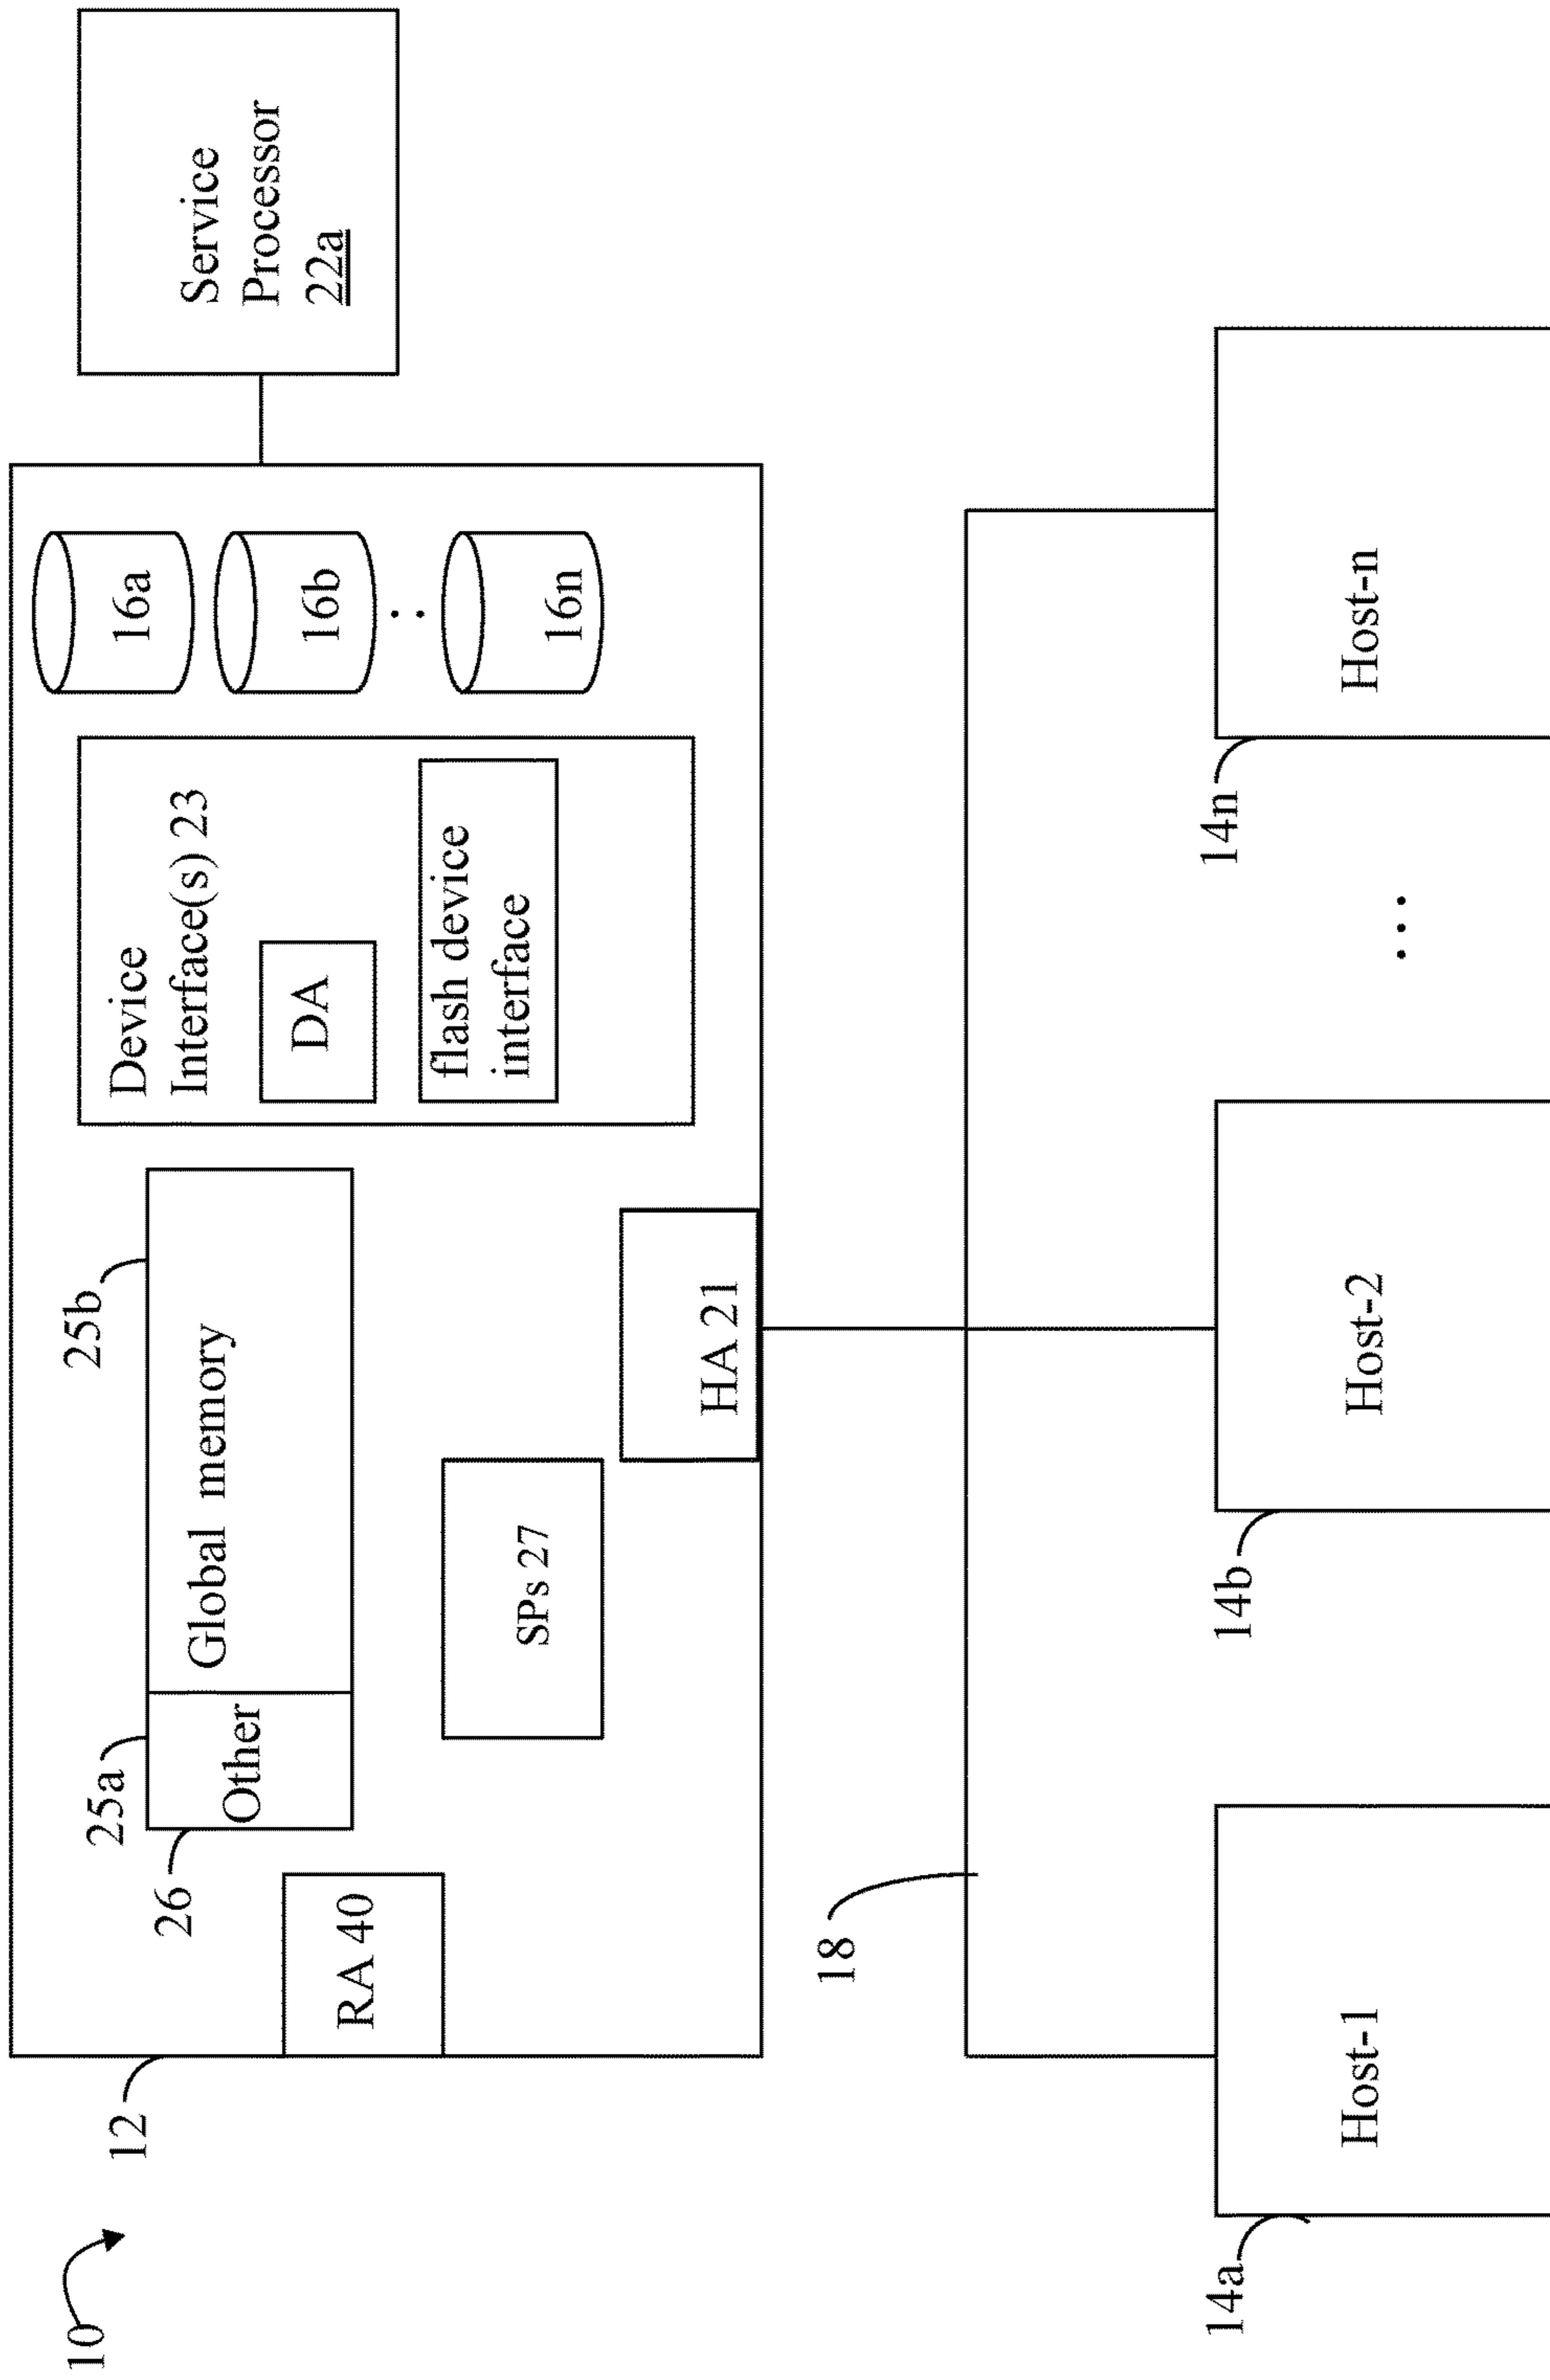 10
12
RA 40
26
25a
Other
25b
Global memory
SPs 27
HA 21
Device
Interface(s) 23
DA
flash device
interface
16a
16b
:
16n
Service
Processor
22a
18
14a
Host-1
14b
Host-2
...
14n
Host-n